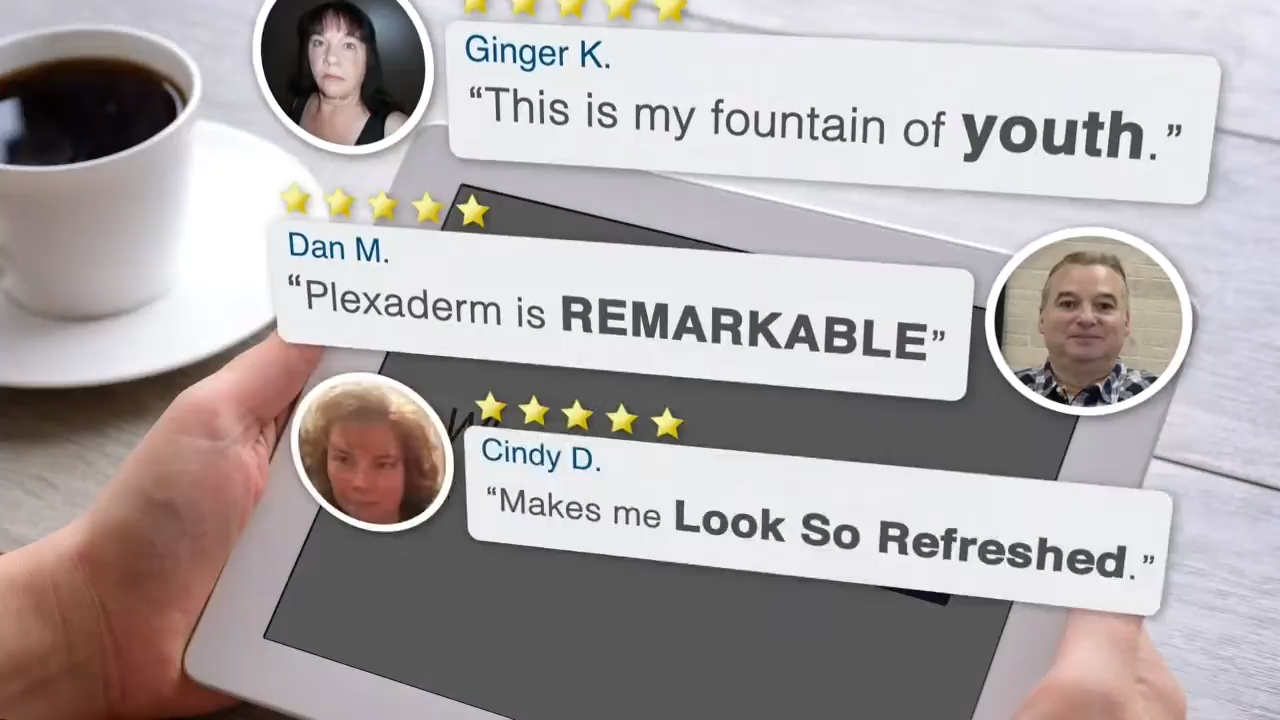 Ginger K.
“This is my fountain of youth.”
Dan M.
“Plexaderm is REMARKABLE”
Cindy D.
“Makes me Look So Refreshed.”